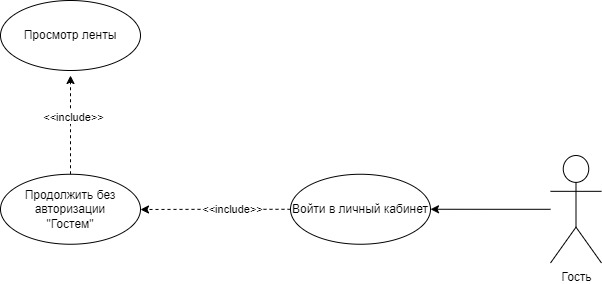 Просмотр ленты
<<include>>
Продолжить без
авторизации
"Гостем"
<<include>>
Войти в личный кабинет
Гость